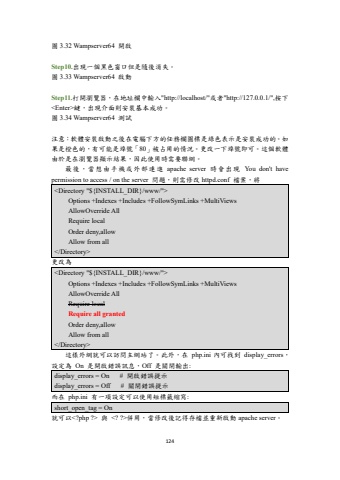 圖 3.32 Wampserver64 開啟
Step10.出現一個黑色窗口但是隨後消失。
圖 3.33 Wampserver64 啟動
Step11.打開瀏覽器，在地址欄中輸入"http://localhost/"或者"http://127.0.0.1/",按下
<Enter>鍵，出現介面則安裝基本成功。
圖 3.34 Wampserver64 測試
注意：軟體安裝啟動之後在電腦下方的任務欄圖標是綠色表示是安裝成功的，如
果是橙色的，有可能是埠號「80」被占用的情況，更改一下埠號即可。這個軟體
由於是在瀏覽器顯示結果，因此使用時需要聯網。
最後，當想由手機或外部連進 apache server 時會出現 You don't have
permission to access / on the server 問題，則需修改 httpd.conf 檔案，將
<Directory "${INSTALL_DIR}/www/">
Options +Indexes +Includes +FollowSymLinks +MultiViews
AllowOverride All
Require local
Order deny,allow
Allow from all
</Directory>
更改為
<Directory "${INSTALL_DIR}/www/">
Options +Indexes +Includes +FollowSymLinks +MultiViews
AllowOverride All
Require local
Require all granted
Order deny,allow
Allow from all
</Directory>
這樣外網就可以訪問主網站了。此外，在 php.ini 內可找到 display_errors，
設定為 On 是開啟錯誤訊息，Off 是關閉輸出:
display_errors = On # 開啟錯誤提示
display_errors = Off # 關閉錯誤提示
而在 php.ini 有一項設定可以使用短標籤縮寫:
short_open_tag = On
就可以<?php ?> 與 <? ?>併用，當修改後記得存檔並重新啟動 apache server。
124